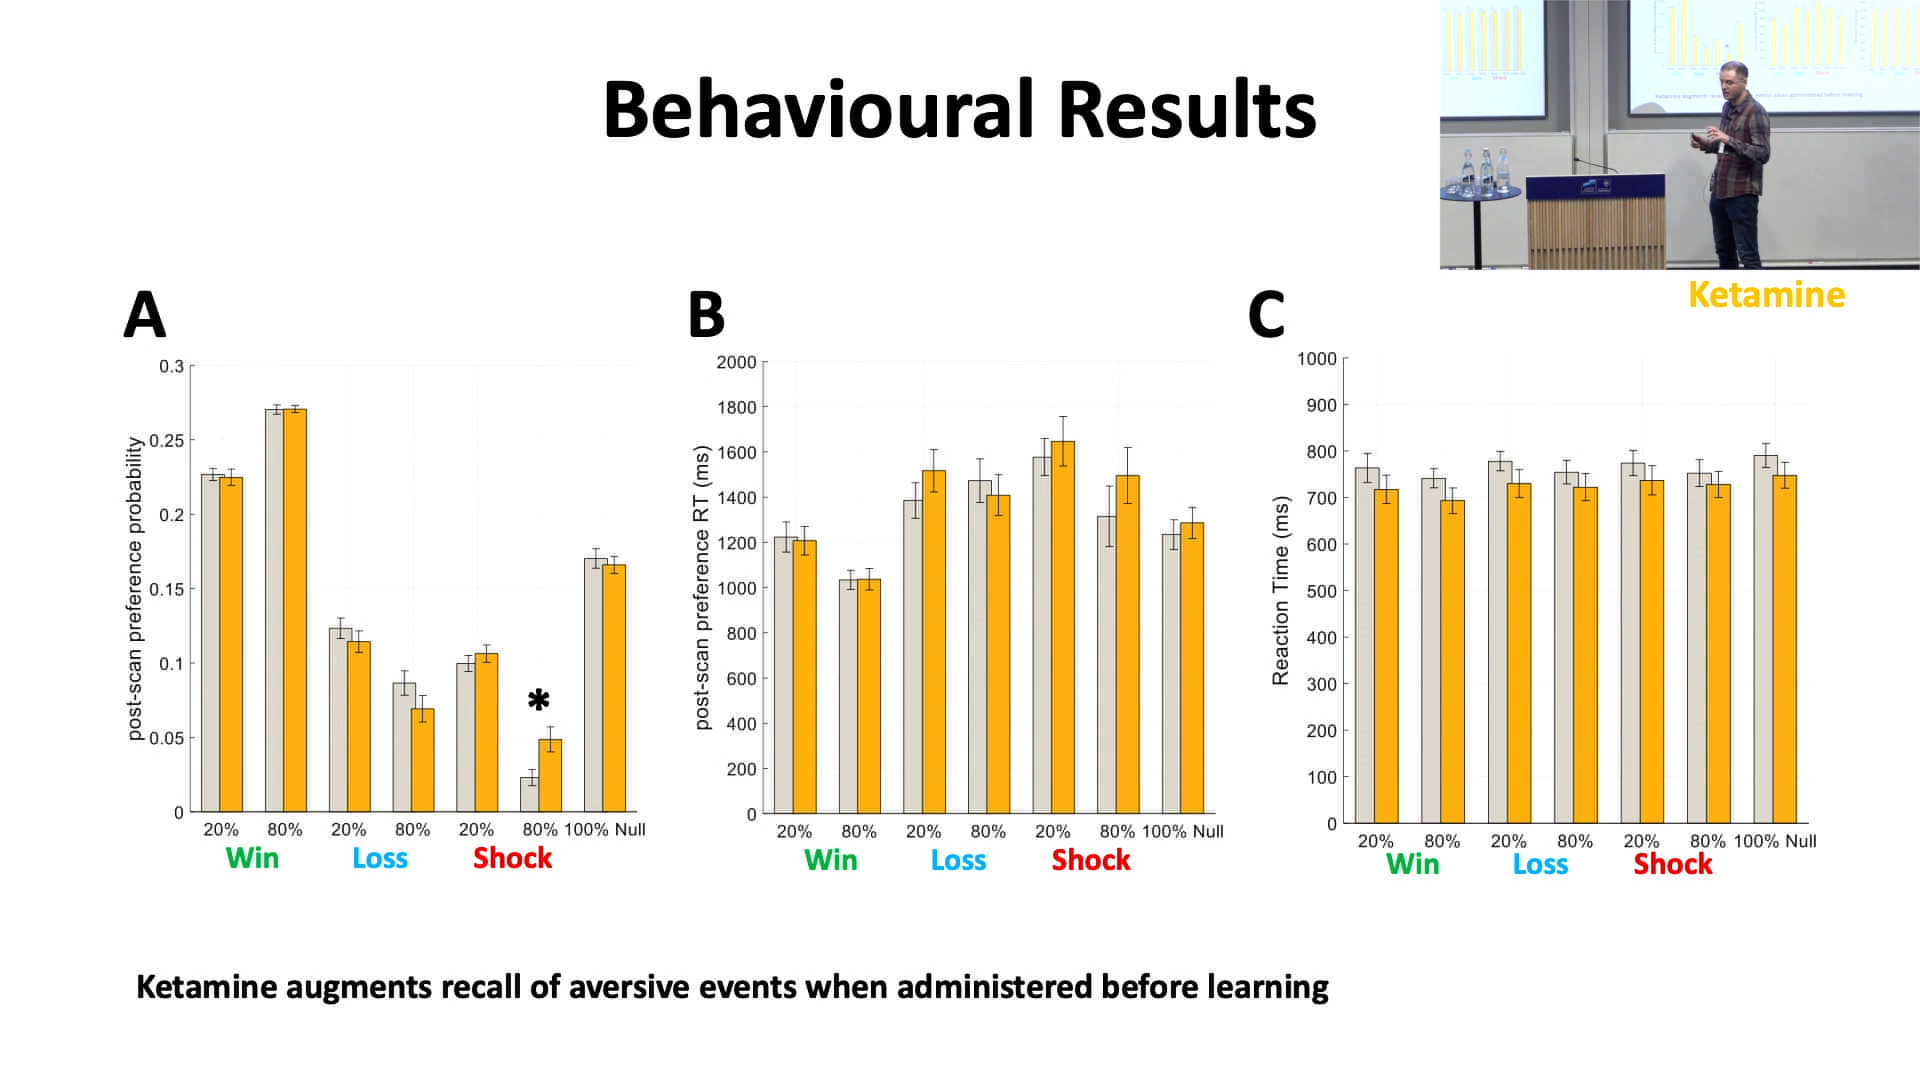 Behavioural Results
Ketamine
A
B
C
post-scan preference probability
0.3
0.25
0.2
0.15
0.1
0.05
0
*
20% 80% 20% 80% 20% 80% 100% Null
Win Loss Shock
post-scan preference RT (ms)
2000
1800
1600
1400
1200
1000
800
600
400
200
0
20% 80% 20% 80% 20% 80% 100% Null
Win Loss Shock
Reaction Time (ms)
1000
900
800
700
600
500
400
300
200
100
0
20% 80% 20% 80% 20% 80% 100% Null
Win Loss Shock
Ketamine augments recall of aversive events when administered before learning